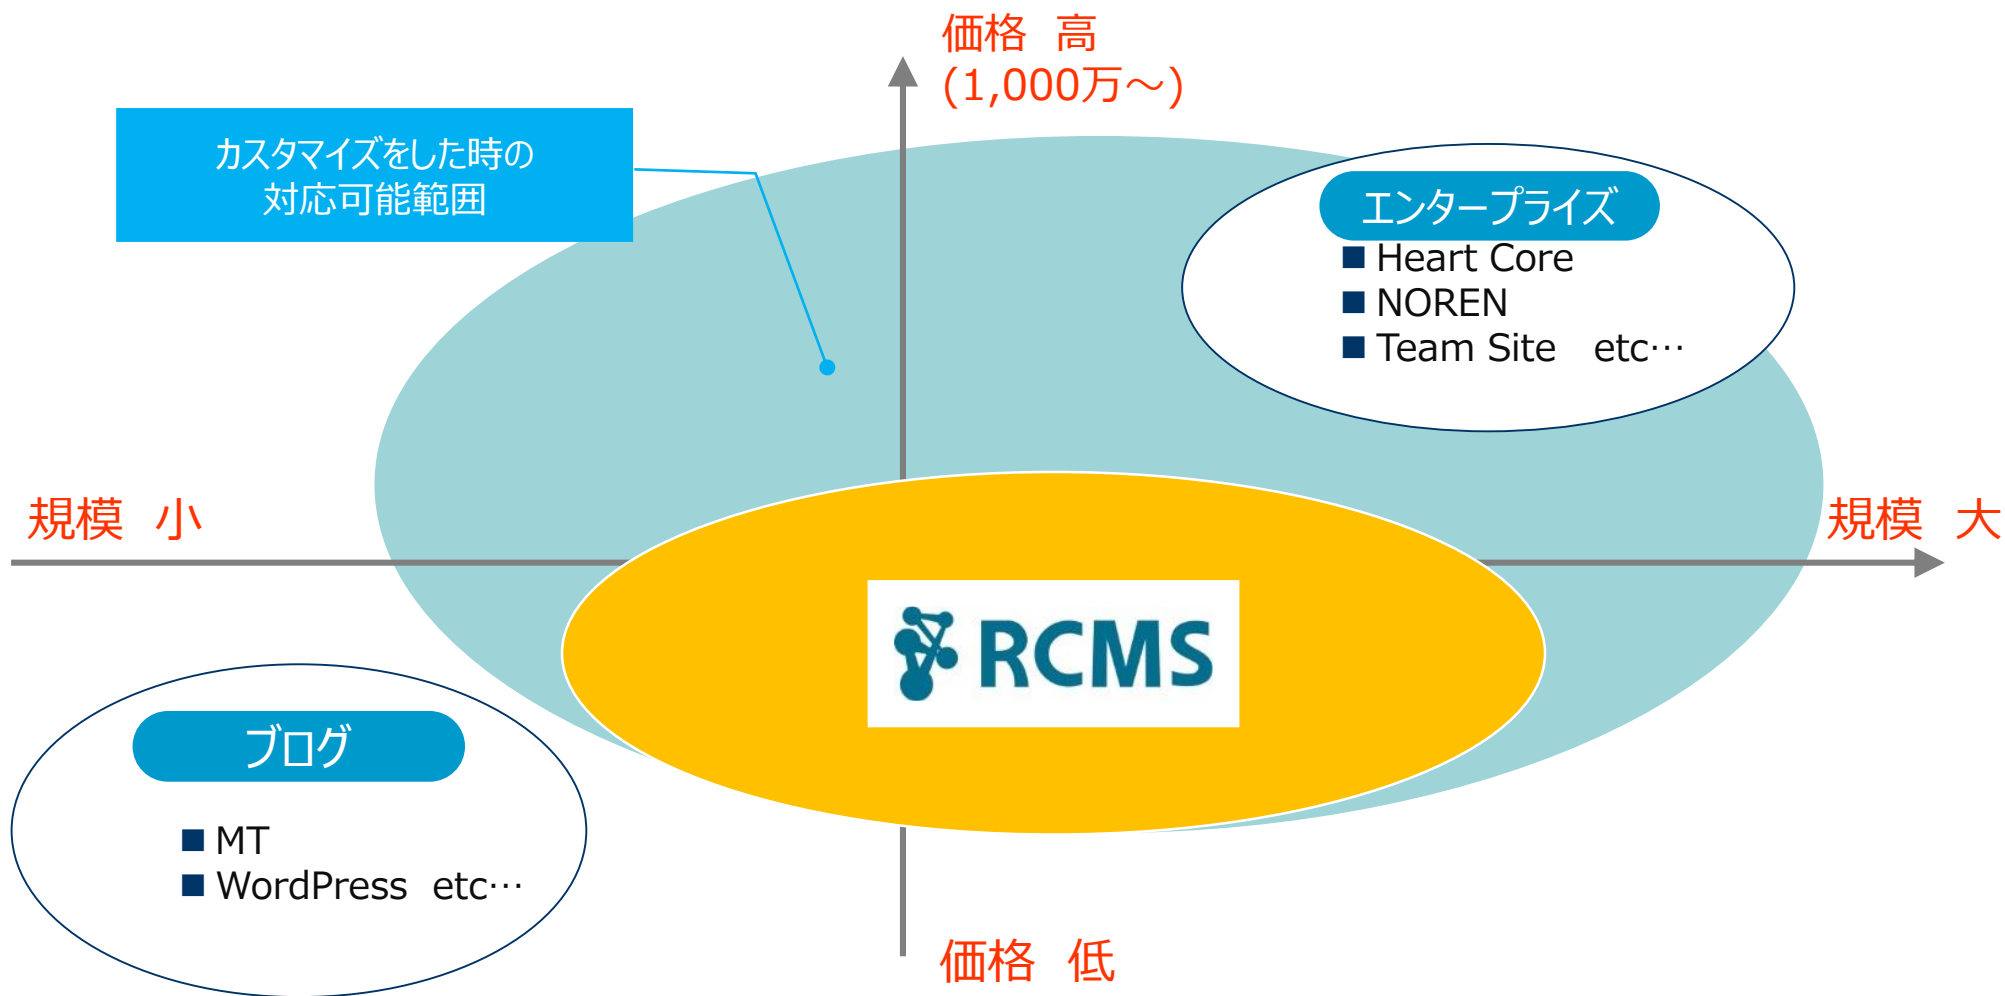 価格 高
(1,000万～)
カスタマイズをした時の
対応可能範囲
エンタープライズ
■ Heart Core
■ NOREN
■ Team Site etc…
規模 小
規模 大
RCMS
ブログ
■ MT
■ WordPress etc…
価格 低